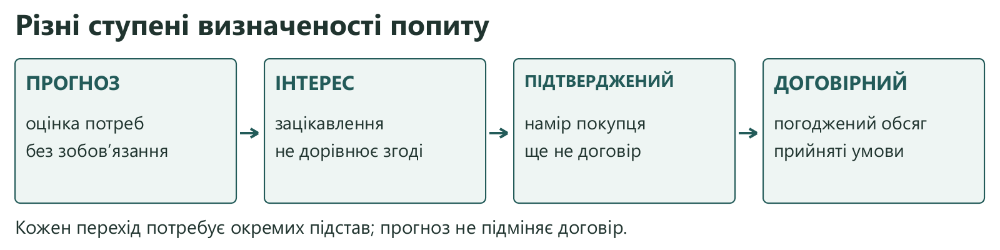 Різні ступені визначеності попиту
ПРОГНОЗ
оцінка потреб
без зобов’язання
ІНТЕРЕС
зацікавлення
не дорівнює згоді
ПІДТВЕРДЖЕНИЙ
намір покупця
ще не договір
ДОГОВІРНИЙ
погоджений обсяг
прийняті умови
Кожен перехід потребує окремих підстав; прогноз не підміняє договір.